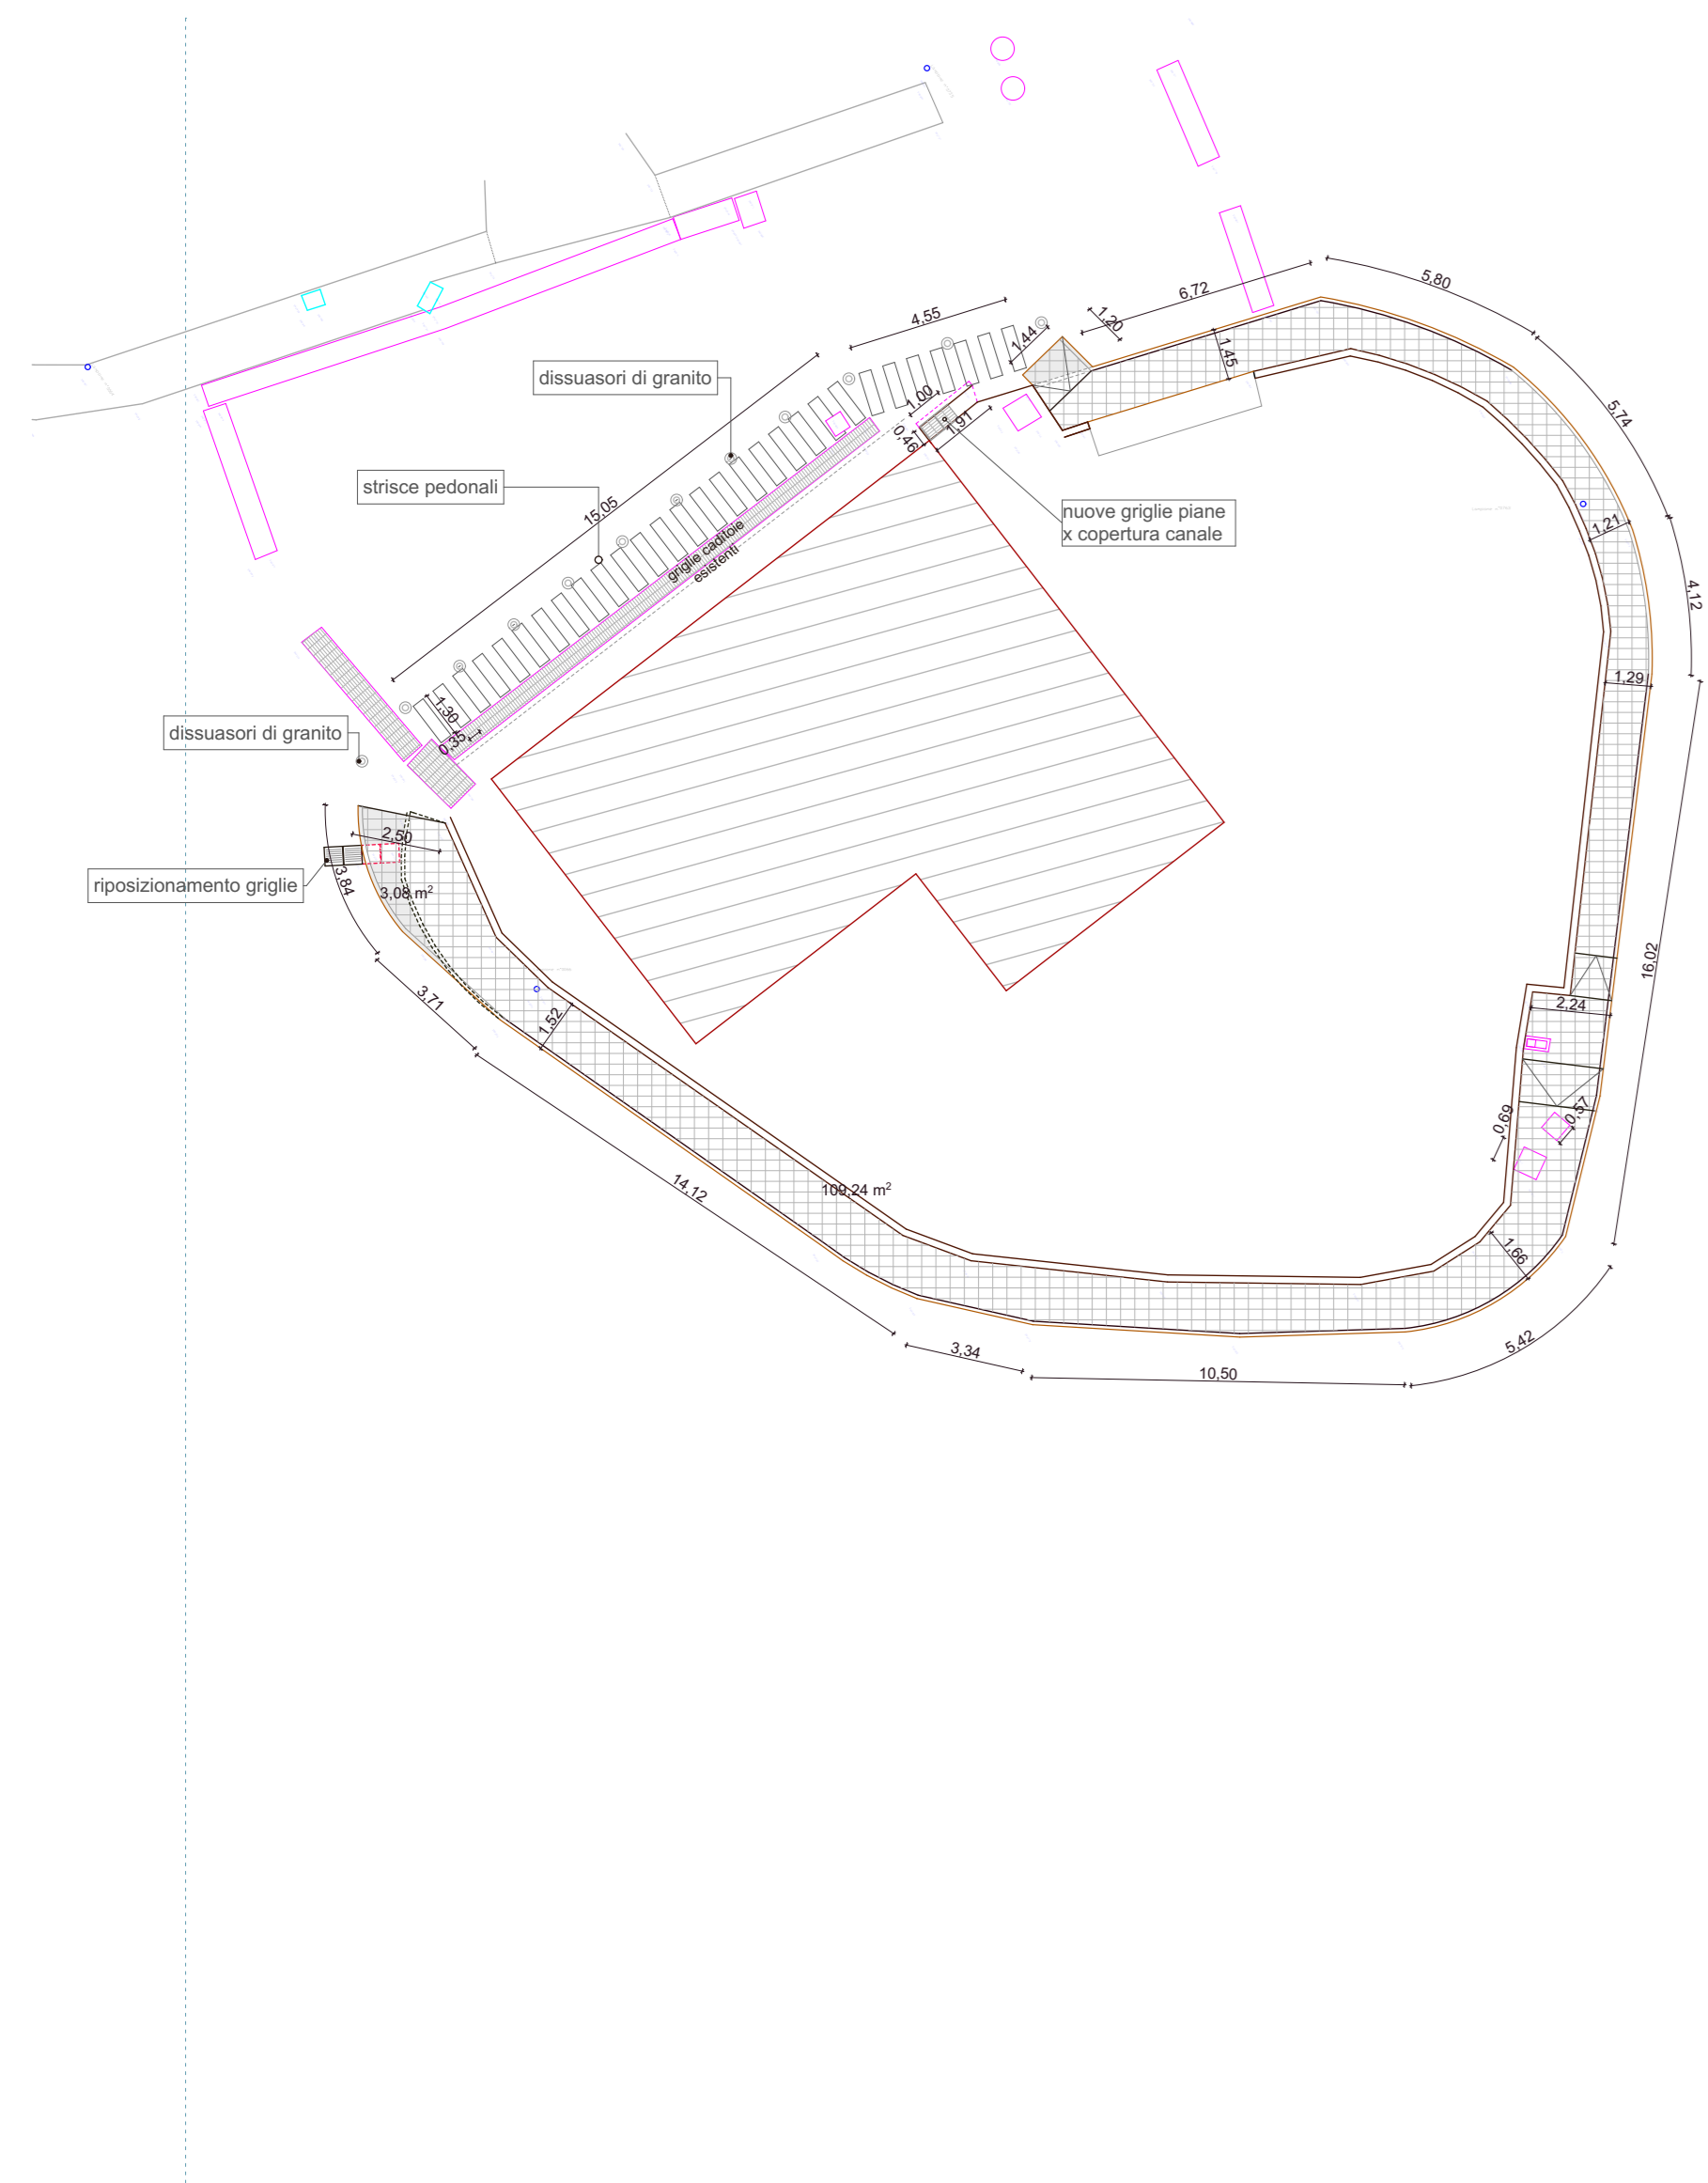 5,80
6,72
1,20
4,55
1,44
1,45
dissuasori di granito
1,00
1,91
0,46
5,74
strisce pedonali
15,05
nuove griglie piane
x copertura canale
1,21
griglie caditoie
esistenti
4,12
1,29
1,30
0,35
dissuasori di granito
2,50
riposizionamento griglie
3,84
3,08 m²
16,02
3,71
1,52
2,24
0,57
0,69
14,12
109,24 m²
1,66
3,34
5,42
10,50